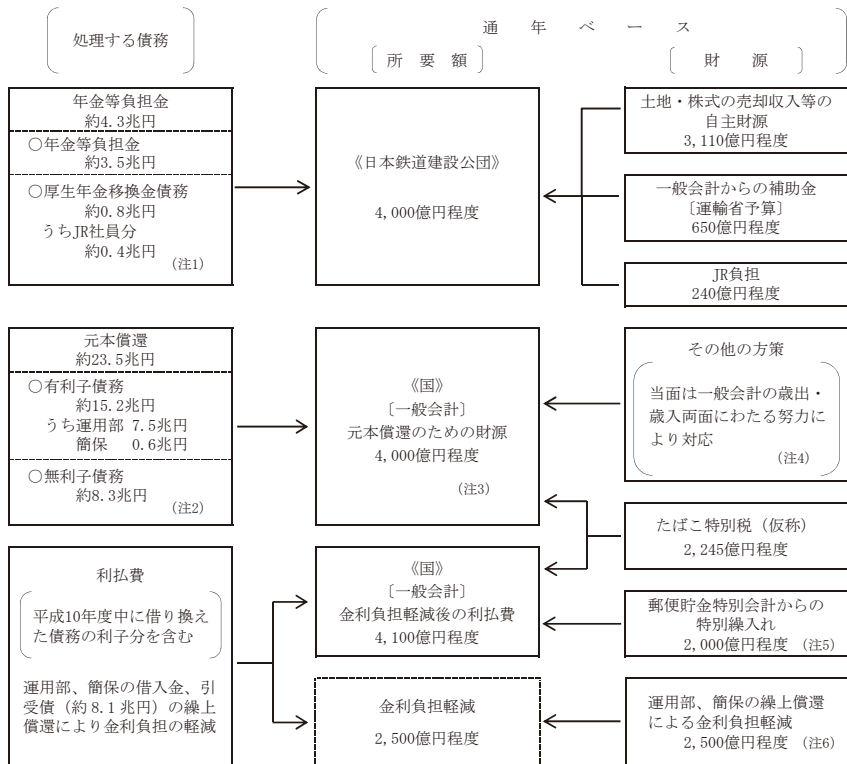 処理する債務
通年ベース
所要額
財源
年金等負担金
約4.3兆円
○年金等負担金
約3.5兆円
○厚生年金移換金債務
約0.8兆円
うちJR社員分
約0.4兆円
(注1)
《日本鉄道建設公団》
4,000億円程度
土地・株式の売却収入等の
自主財源
3,110億円程度
一般会計からの補助金
〔運輸省予算〕
650億円程度
JR負担
240億円程度
元本償還
約23.5兆円
○有利子債務
約15.2兆円
うち運用部 7.5兆円
簡保 0.6兆円
○無利子債務
約8.3兆円
(注2)
《国》
〔一般会計〕
元本償還のための財源
4,000億円程度
(注3)
その他の方策
当面は一般会計の歳出・
歳入両面にわたる努力に
より対応
(注4)
たばこ特別税（仮称）
2,245億円程度
利払費
平成10年度中に借り換え
た債務の利子分を含む
運用部、簡保の借入金、引
受債（約8.1兆円）の繰上
償還により金利負担の軽減
《国》
〔一般会計〕
金利負担軽減後の利払費
4,100億円程度
郵便貯金特別会計からの
特別繰入れ
2,000億円程度 (注5)
金利負担軽減
2,500億円程度
運用部、簡保の繰上償還
による金利負担軽減
2,500億円程度 (注6)